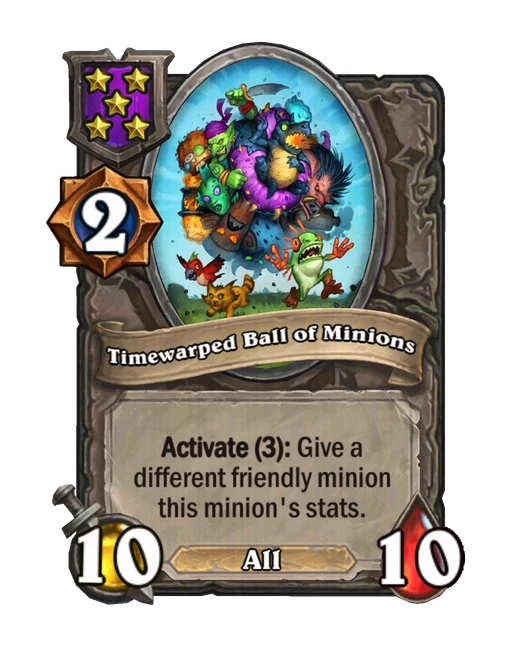 2
Timewarped Ball of Minions
Activate (3): Give a
different friendly minion
this minion's stats.
10
All
10